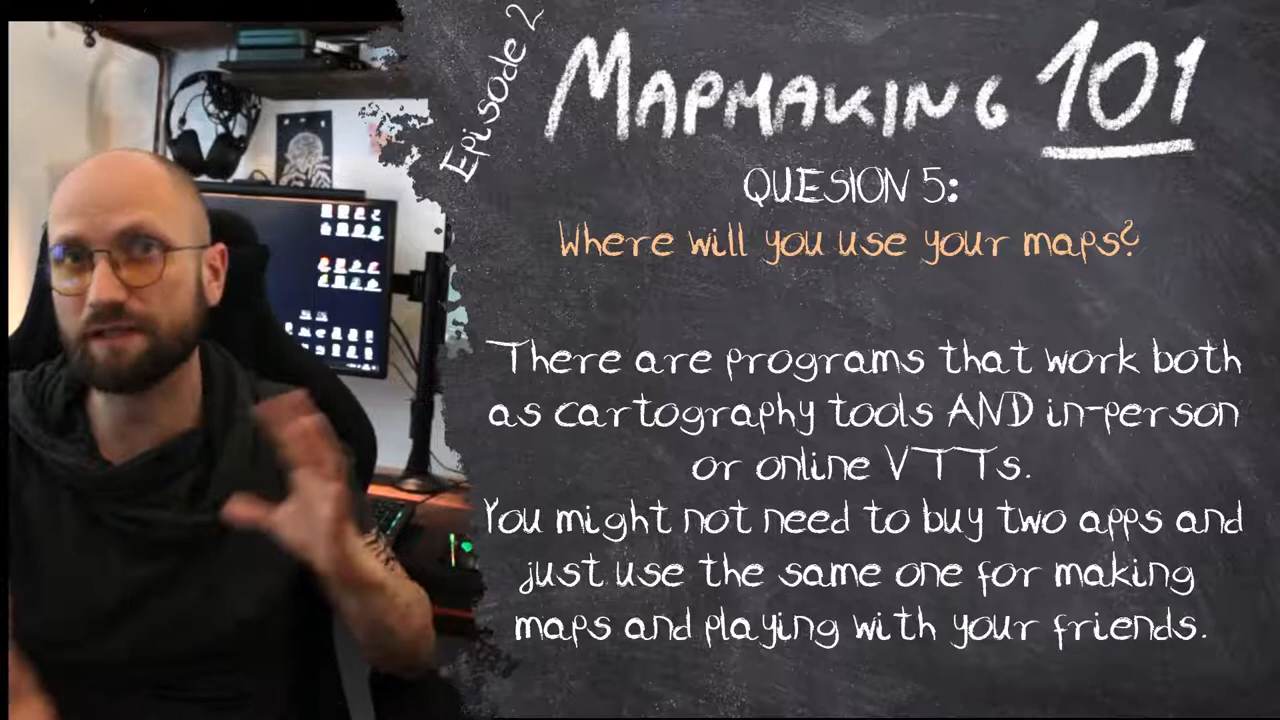 Episode 2
MAPMAKING 101
QUESION 5:
Where will you use your maps?
There are programs that work both
as cartography tools AND in-person
or online VTTs.
You might not need to buy two apps and
just use the same one for making
maps and playing with your friends.